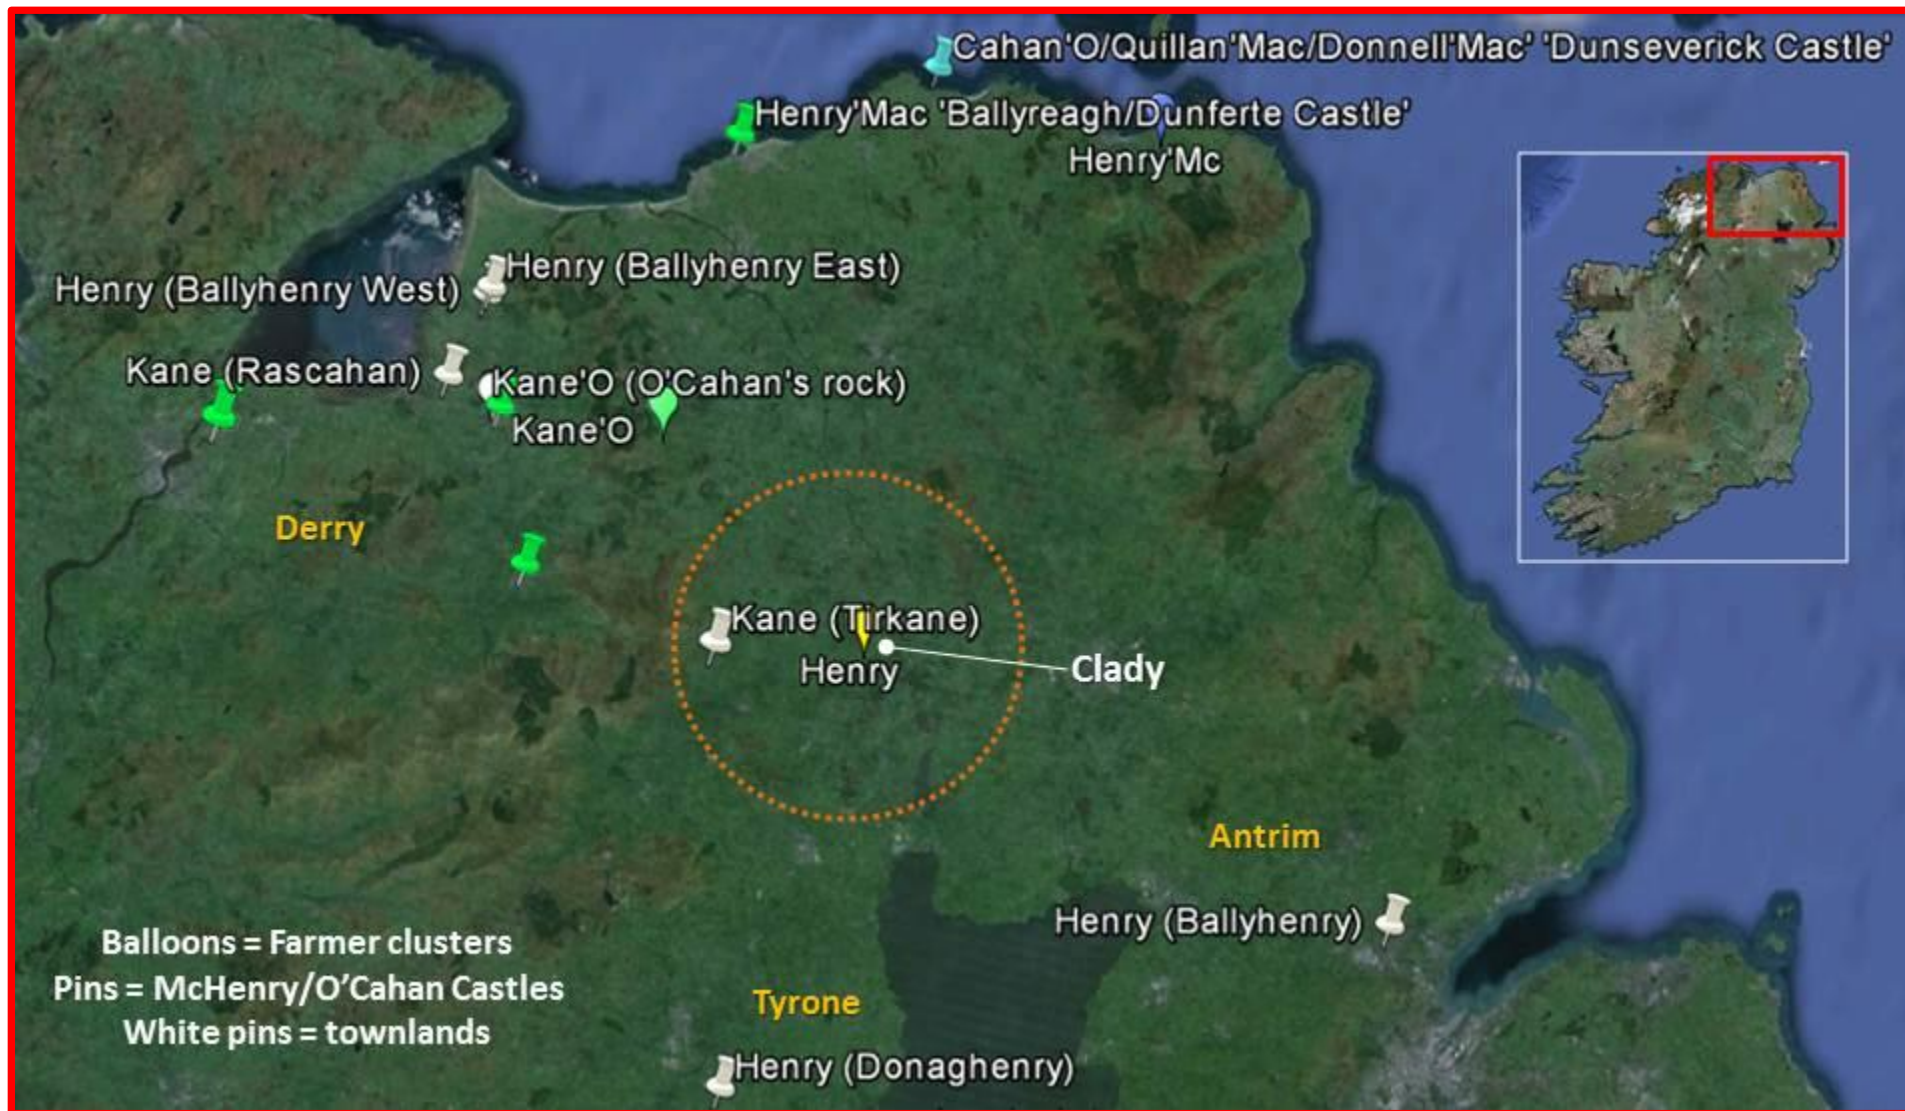 Cahan'O/Quillan'Mac/Donnell'Mac' 'Dunseverick Castle'
Henry'Mac 'Ballyreagh/Dunferte Castle'
Henry'Mc
Henry (Ballyhenry East)
Henry (Ballyhenry West)
Kane (Rascahan)
Kane'O (O'Cahan's rock)
Kane'O
Derry
Kane (Tirkane)
Henry
Clady
Antrim
Henry (Ballyhenry)
Balloons = Farmer clusters
Pins = McHenry/O’Cahan Castles
White pins = townlands
Tyrone
Henry (Donaghenry)